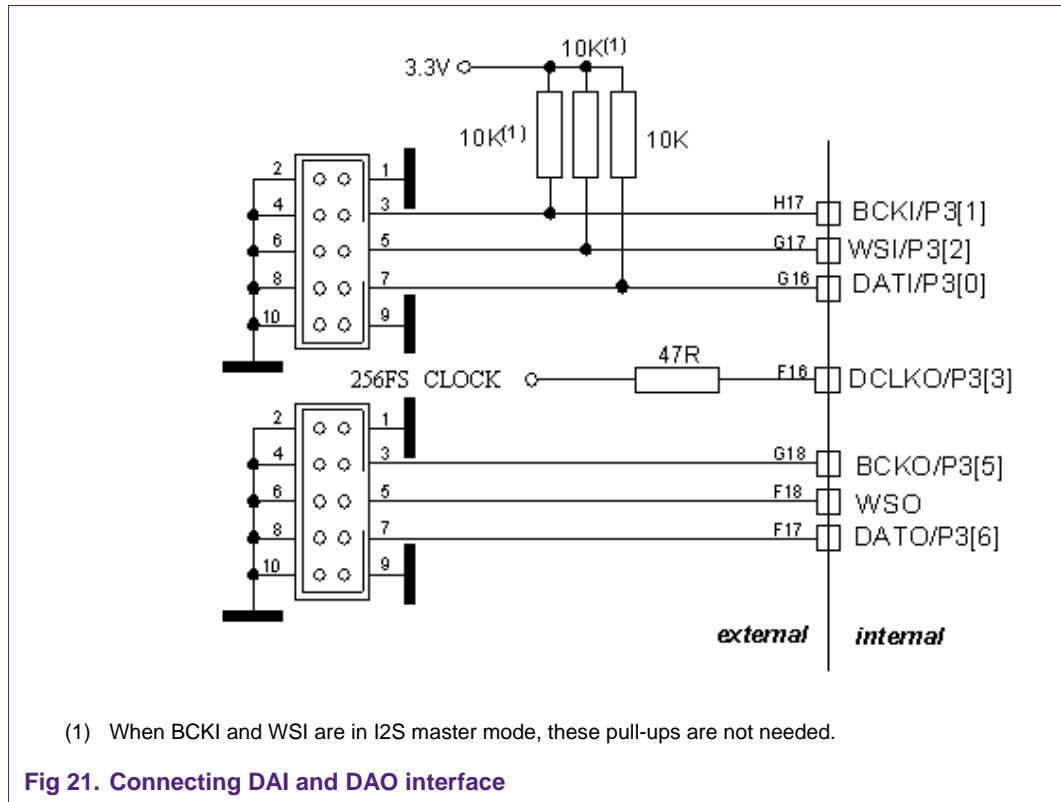 10K(1)
3.3V
10K(1)
10K
2
1
4
3
H17
BCKI/P3[1]
6
5
G17
WSI/P3[2]
8
7
G16
DATI/P3[0]
10
9
47R
256FS CLOCK
F16
DCLKO/P3[3]
2
1
4
3
G18
BCKO/P3[5]
6
5
F18
WSO
8
7
F17
DATO/P3[6]
10
9
external
internal
(1) When BCKI and WSI are in I2S master mode, these pull-ups are not needed.
Fig 21. Connecting DAI and DAO interface